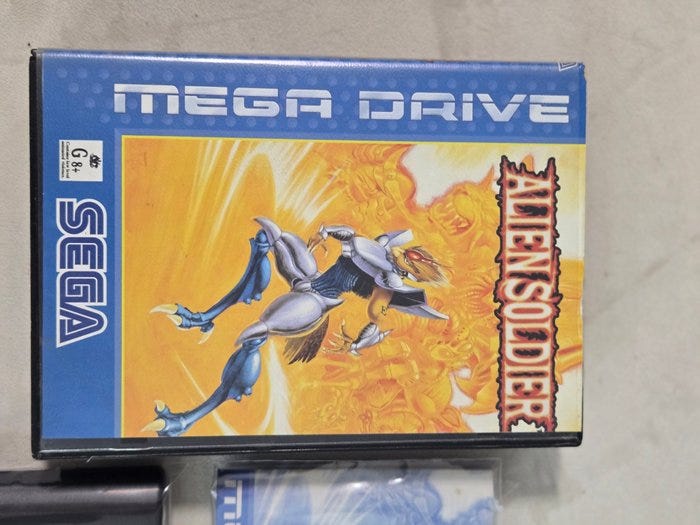 MEGA DRIVE
ALIEN SOLDIER
G 8+
SEGA